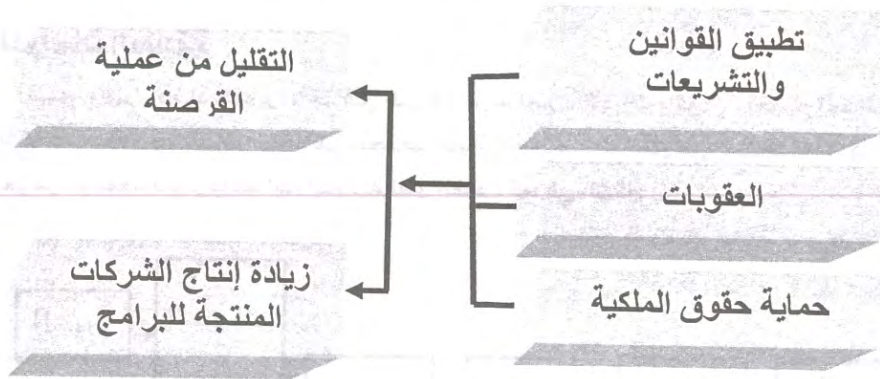 تطبيق القوانين
والتشريعات
العقوبات
حماية حقوق الملكية
التقليل من عملية
القرصنة
زيادة إنتاج الشركات
المنتجة للبرامج